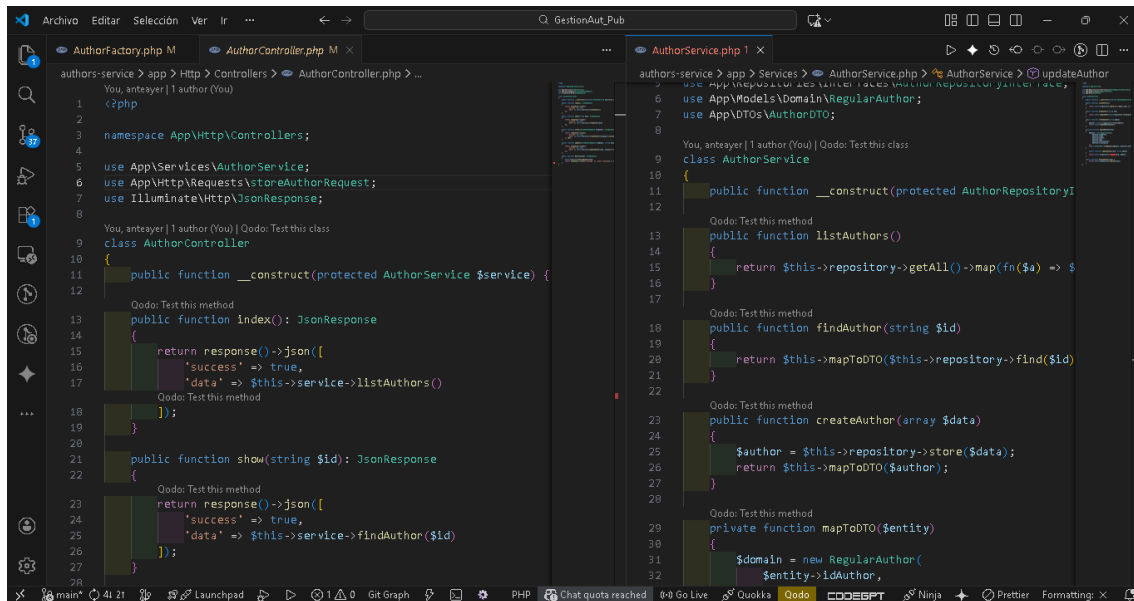 Archivo Editar Selección Ver Ir ··· GestionAut_Pub
AuthorFactory.php M AuthorController.php M
authors-service > app > Http > Controllers > AuthorController.php > ...
You, anteayer | 1 author (You)
1 <?php
2
3 namespace App\Http\Controllers;
4
5 use App\Services\AuthorService;
6 use App\Http\Requests\storeAuthorRequest;
7 use Illuminate\Http\JsonResponse;
8
You, anteayer | 1 author (You) | Qodo: Test this class
9 class AuthorController
10 {
11 public function __construct(protected AuthorService $service) {
12
Qodo: Test this method
13 public function index(): JsonResponse
14 {
15 return response()->json([
16 'success' => true,
17 'data' => $this->service->listAuthors()
Qodo: Test this method
18 ]);
19 }
20
21 public function show(string $id): JsonResponse
22 {
Qodo: Test this method
23 return response()->json([
24 'success' => true,
25 'data' => $this->service->findAuthor($id)
26 ]);
27 }
28
AuthorService.php 1
authors-service > app > Services > AuthorService.php > AuthorService > updateAuthor
use App\Repositories\Interfaces\AuthorRepositoryInterface;
6 use App\Models\Domain\RegularAuthor;
7 use App\DTOs\AuthorDTO;
8
You, anteayer | 1 author (You) | Qodo: Test this class
9 class AuthorService
10 {
11 public function __construct(protected AuthorRepositoryI
12
Qodo: Test this method
13 public function listAuthors()
14 {
15 return $this->repository->getAll()->map(fn($a) => $
16 }
17
Qodo: Test this method
18 public function findAuthor(string $id)
19 {
20 return $this->mapToDTO($this->repository->find($id)
21 }
22
Qodo: Test this method
23 public function createAuthor(array $data)
24 {
25 $author = $this->repository->store($data);
26 return $this->mapToDTO($author);
27 }
28
Qodo: Test this method
29 private function mapToDTO($entity)
30 {
31 $domain = new RegularAuthor(
32 $entity->idAuthor,
1
37
1
main* 4↓ 2↑ Launchpad 1 0 Git Graph PHP Chat quota reached Go Live Quokka Qodo CODEGPT Ninja Prettier Formatting: ×